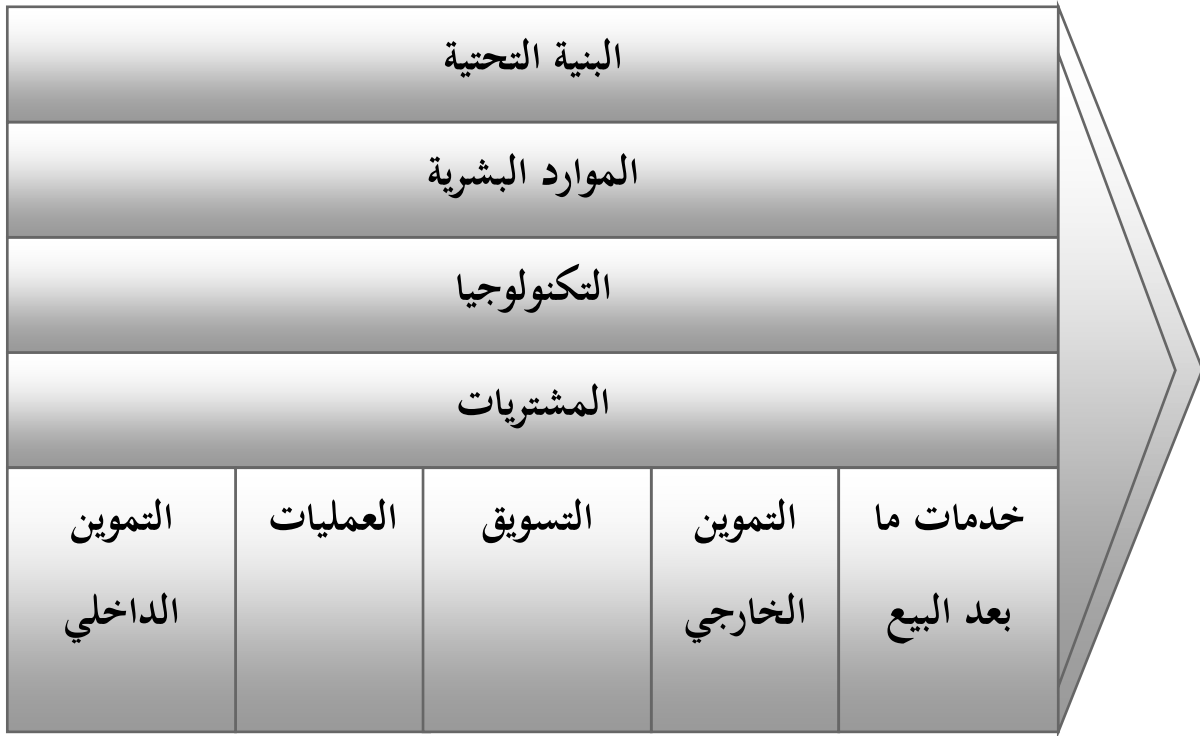 البنية التحتية
الموارد البشرية
التكنولوجيا
المشتريات
خدمات ما
بعد البيع
التموين
الخارجي
التسويق
العمليات
التموين
الداخلي